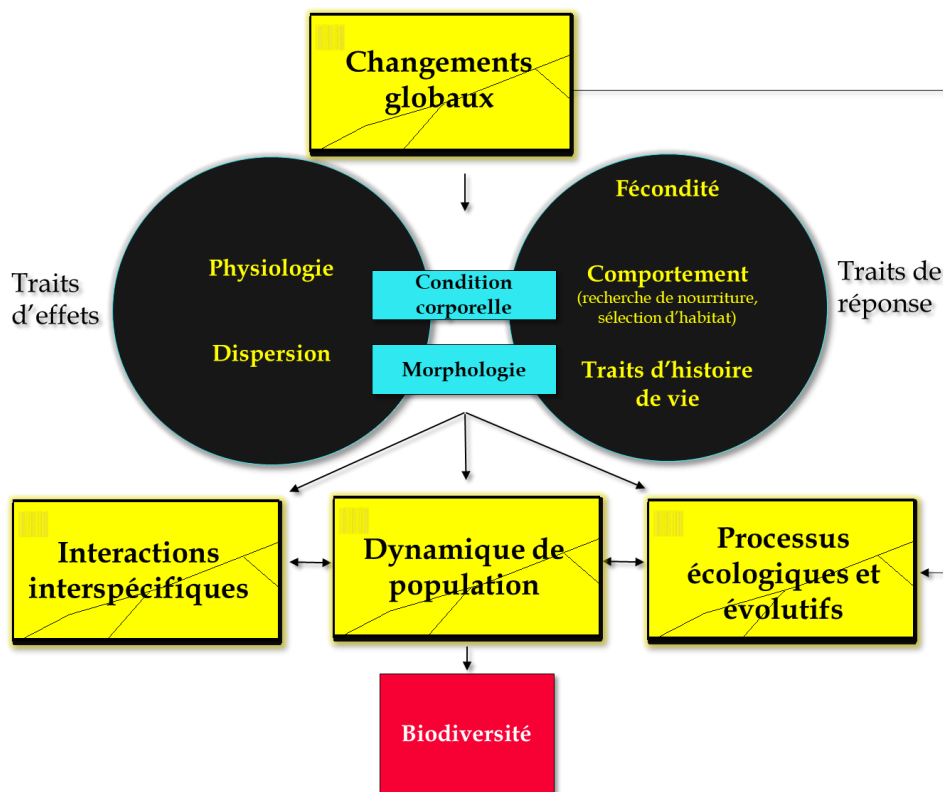 Changements
globaux
Fécondité
Physiologie
Condition
corporelle
Comportement
(recherche de nourriture,
sélection d’habitat)
Traits
d’effets
Traits de
réponse
Dispersion
Morphologie
Traits d’histoire
de vie
Interactions
interspécifiques
Dynamique de
population
Processus
écologiques et
évolutifs
Biodiversité